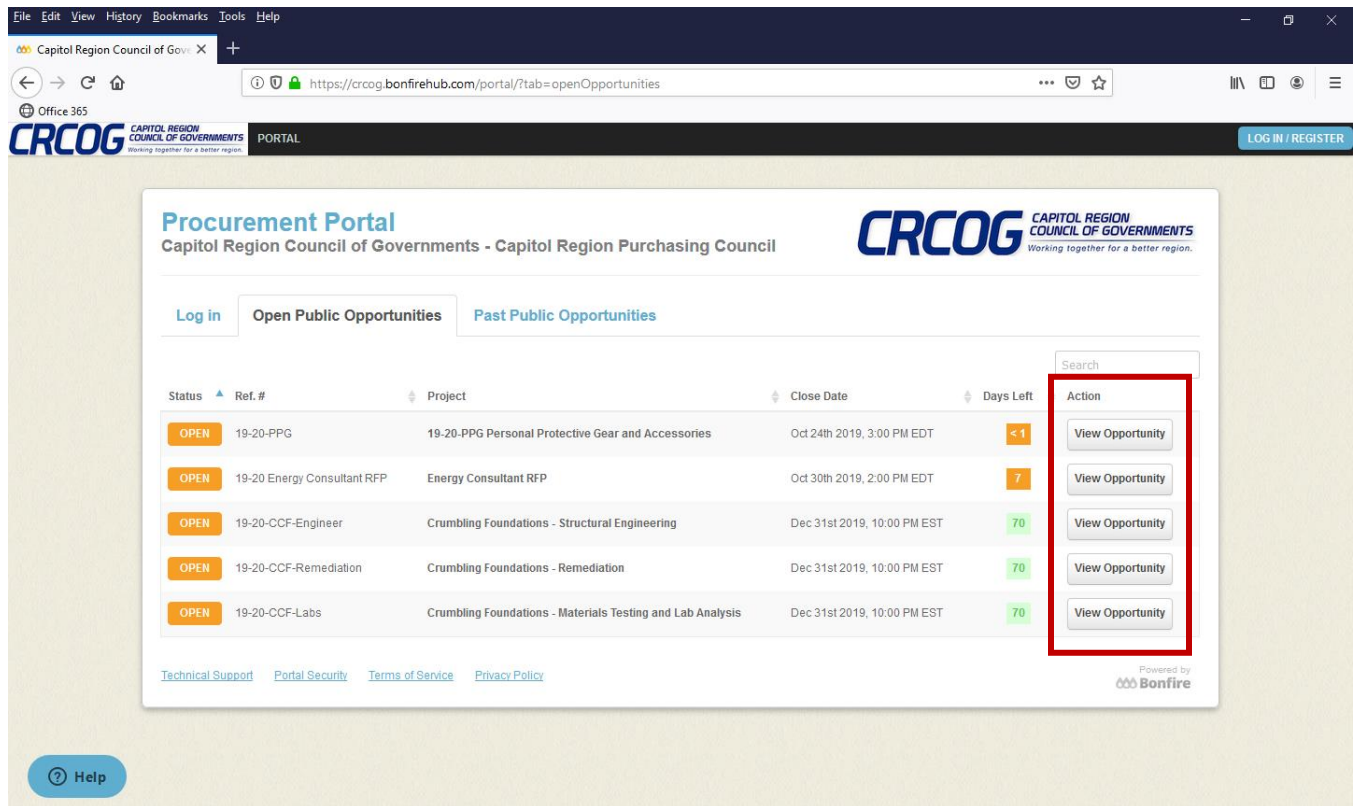 File Edit View History Bookmarks Tools Help
Capitol Region Council of Gove
https://crcog.bonfirehub.com/portal/?tab=openOpportunities
Office 365
CRCOG CAPITOL REGION COUNCIL OF GOVERNMENTS Working together for a better region. PORTAL LOG IN / REGISTER
Procurement Portal
Capitol Region Council of Governments - Capitol Region Purchasing Council
CRCOG CAPITOL REGION
COUNCIL OF GOVERNMENTS
Working together for a better region.
Log in Open Public Opportunities Past Public Opportunities
Search
Status Ref. # Project Close Date Days Left Action
OPEN 19-20-PPG 19-20-PPG Personal Protective Gear and Accessories Oct 24th 2019, 3:00 PM EDT < 1 View Opportunity
OPEN 19-20 Energy Consultant RFP Energy Consultant RFP Oct 30th 2019, 2:00 PM EDT 7 View Opportunity
OPEN 19-20-CCF-Engineer Crumbling Foundations - Structural Engineering Dec 31st 2019, 10:00 PM EST 70 View Opportunity
OPEN 19-20-CCF-Remediation Crumbling Foundations - Remediation Dec 31st 2019, 10:00 PM EST 70 View Opportunity
OPEN 19-20-CCF-Labs Crumbling Foundations - Materials Testing and Lab Analysis Dec 31st 2019, 10:00 PM EST 70 View Opportunity
Technical Support Portal Security Terms of Service Privacy Policy
Powered by
Bonfire
Help